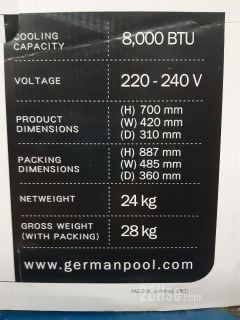 COOLING
CAPACITY
8,000 BTU
VOLTAGE
220 - 240 V
PRODUCT
DIMENSIONS
(H) 700 mm
(W) 420 mm
(D) 310 mm
PACKING
DIMENSIONS
(H) 887 mm
(W) 485 mm
(D) 360 mm
NETWEIGHT
24 kg
GROSS WEIGHT
(WITH PACKING)
28 kg
www.germanpool.com